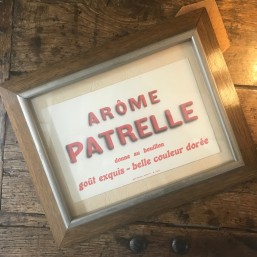 ARÔME
PATRELLE
donne au bouillon
goût exquis - belle couleur dorée